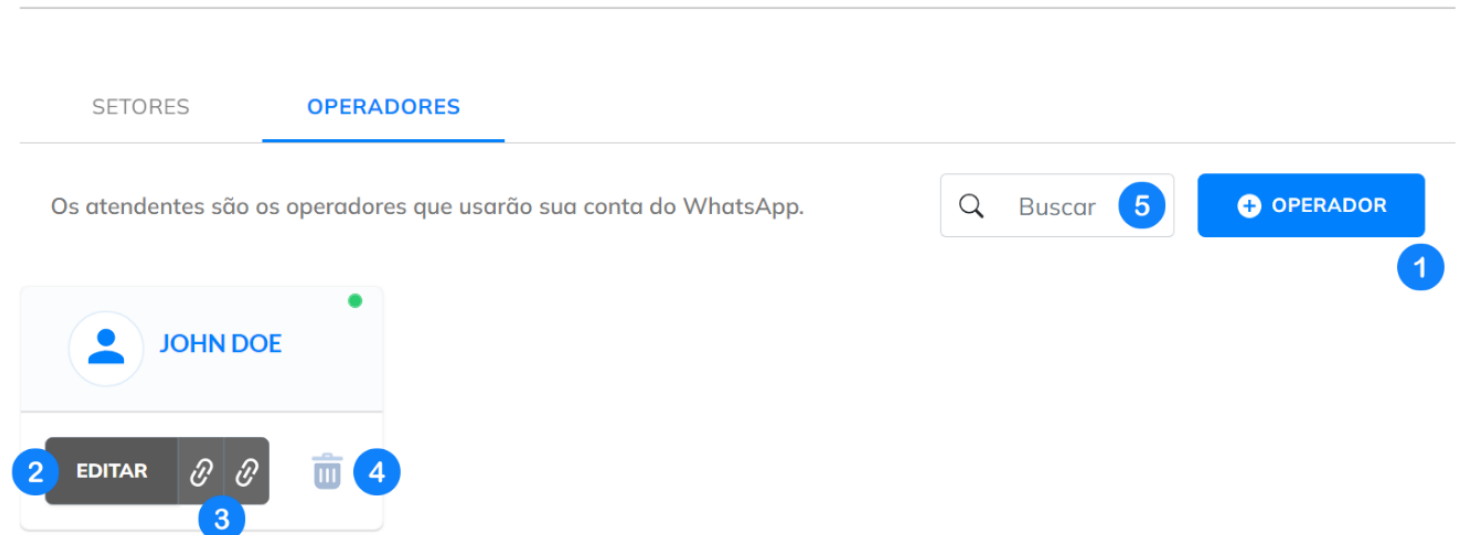 SETORES OPERADORES
Os atendentes são os operadores que usarão sua conta do WhatsApp.
Buscar 5
OPERADOR
1
JOHN DOE
2 EDITAR 4
3